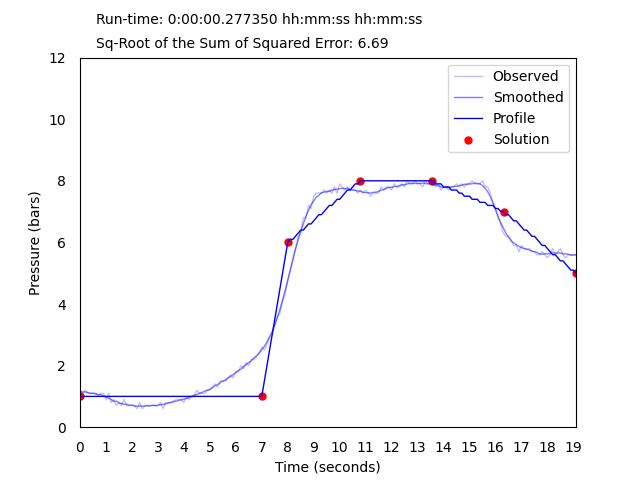 Run-time: 0:00:00.277350 hh:mm:ss hh:mm:ss
Sq-Root of the Sum of Squared Error: 6.69
12
10
8
6
4
2
0
Pressure (bars)
Observed
Smoothed
Profile
Solution
0 1 2 3 4 5 6 7 8 9 10 11 12 13 14 15 16 17 18 19
Time (seconds)